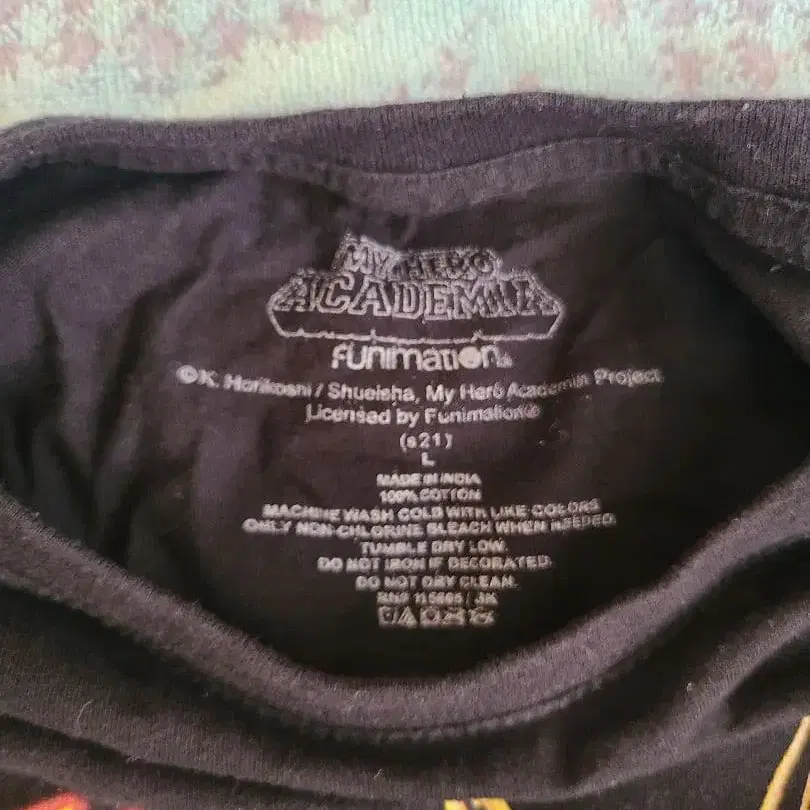 MY HERO
ACADEMIA
FUNIMATION
©K. Horikoshi / Shueisha, My Hero Academia Project
Licensed by Funimation®
(s21)
L
MADE IN INDIA
100% COTTON
MACHINE WASH COLD WITH LIKE COLORS
ONLY NON-CHLORINE BLEACH WHEN NEEDED.
TUMBLE DRY LOW.
DO NOT IRON IF DECORATED.
DO NOT DRY CLEAN.
/ JK